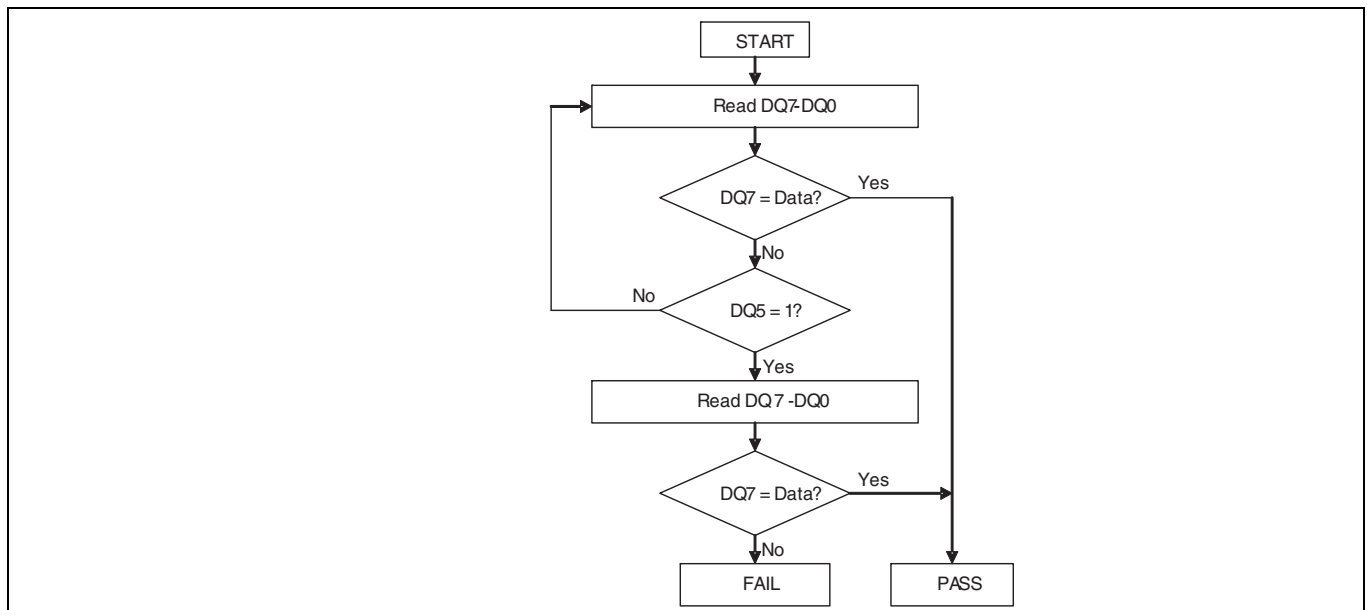 START
Read DQ7-DQ0
DQ7 = Data?
Yes
No
DQ5 = 1?
No
Yes
Read DQ 7 -DQ0
DQ7 = Data?
Yes
No
FAIL
PASS